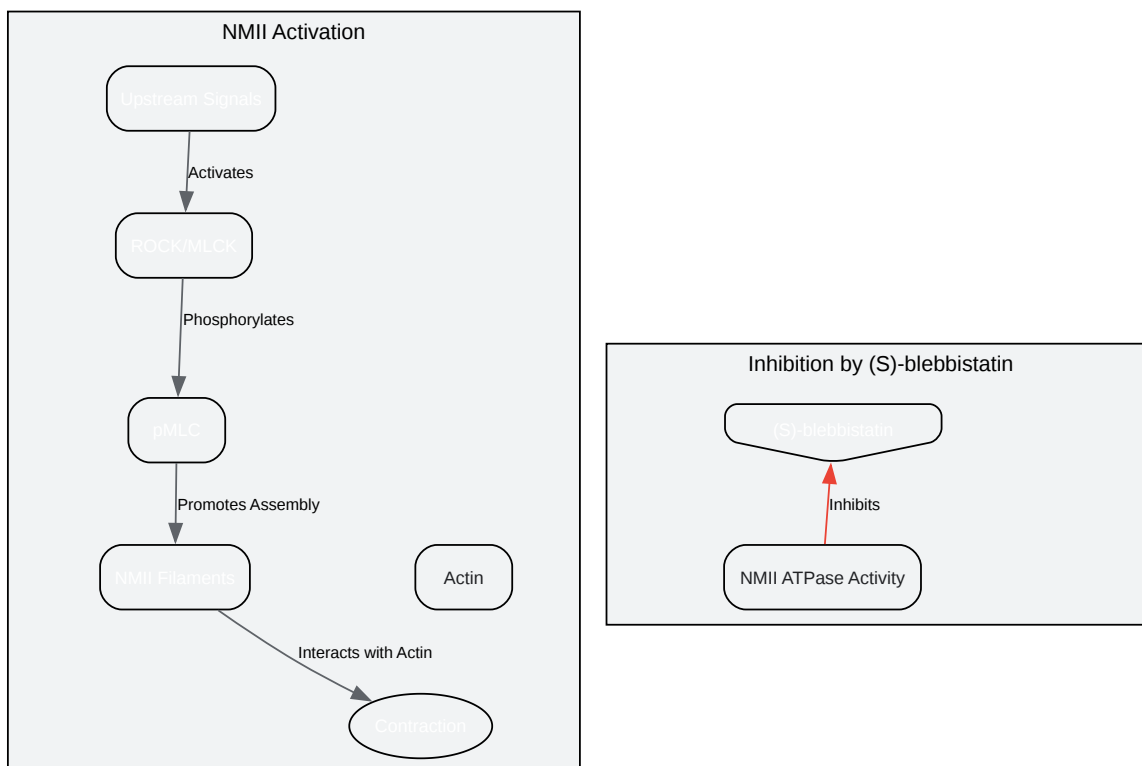 NMII Activation
Upstream Signals
Activates
ROCK/MLCK
Phosphorylates
pMLC
Promotes Assembly
NMII Filaments
Actin
Interacts with Actin
Contraction
Inhibition by (S)-blebbistatin
(S)-blebbistatin
Inhibits
NMII ATPase Activity